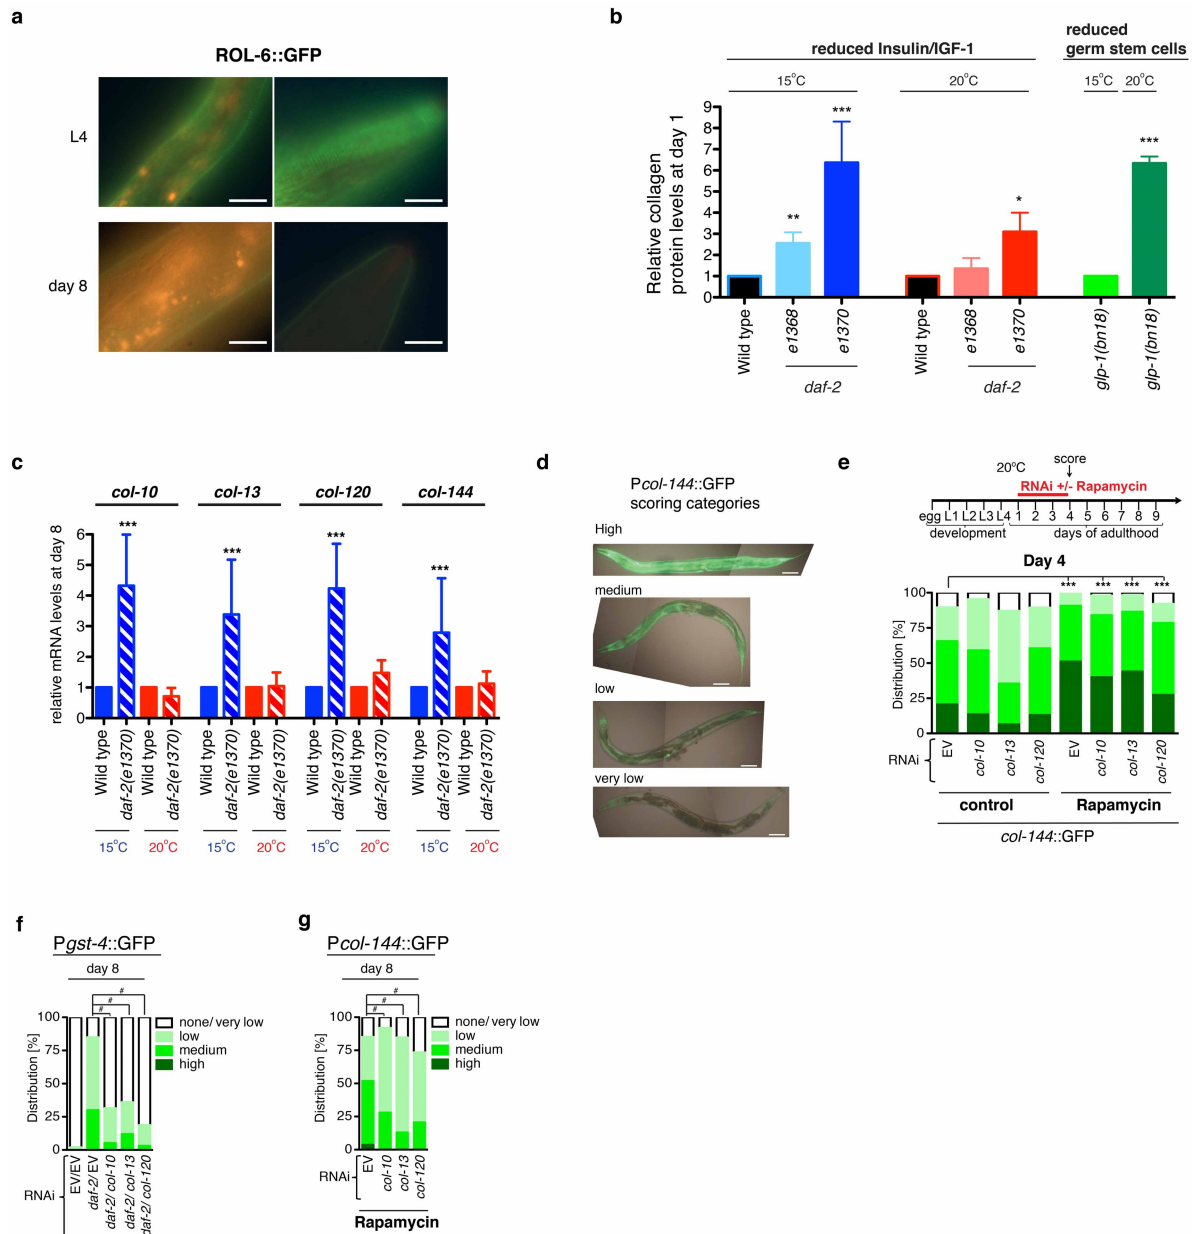 a
ROL-6::GFP
L4
day 8
b
reduced Insulin/IGF-1
reduced
germ stem cells
15°C
20°C
15°C
20°C
Relative collagen
protein levels at day 1
9
8
7
6
5
4
3
2
1
0
***
**
*
***
Wild type
e1368
e1370
Wild type
e1368
e1370
glp-1(bn18)
glp-1(bn18)
daf-2
daf-2
c
col-10
col-13
col-120
col-144
relative mRNA levels at day 8
6
5
4
3
2
1
0
***
***
***
***
Wild type
daf-2(e1370)
Wild type
daf-2(e1370)
Wild type
daf-2(e1370)
Wild type
daf-2(e1370)
Wild type
daf-2(e1370)
Wild type
daf-2(e1370)
Wild type
daf-2(e1370)
Wild type
daf-2(e1370)
15°C
20°C
15°C
20°C
15°C
20°C
15°C
20°C
d
Pcol-144::GFP
scoring categories
High
medium
low
very low
e
20°C
score
RNAi +/- Rapamycin
egg L1 L2 L3 L4 1 2 3 4 5 6 7 8 9
development
days of adulthood
Day 4
*** *** *** ***
Distribution [%]
100
75
50
25
0
RNAi
EV
col-10
col-13
col-120
EV
col-10
col-13
col-120
control
Rapamycin
col-144::GFP
f
Pgst-4::GFP
day 8
#
#
#
Distribution [%]
100
75
50
25
0
none/ very low
low
medium
high
RNAi
EV/EV
daf-2/ EV
daf-2/ col-10
daf-2/ col-13
daf-2/ col-120
g
Pcol-144::GFP
day 8
#
#
#
Distribution [%]
100
75
50
25
0
none/ very low
low
medium
high
RNAi
EV
col-10
col-13
col-120
Rapamycin